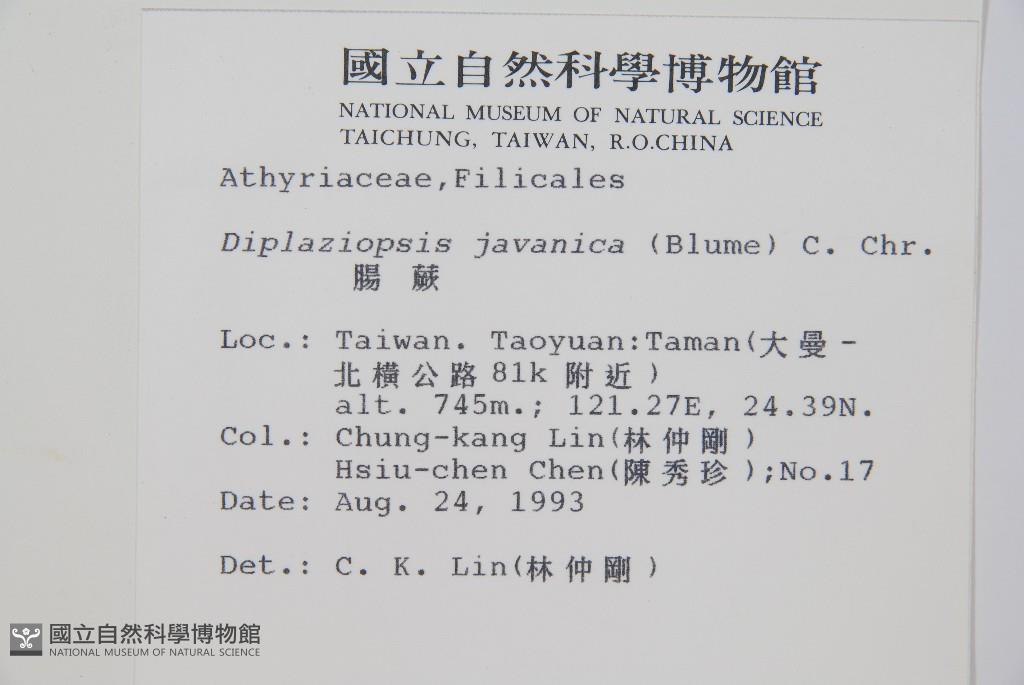 國立自然科學博物館
NATIONAL MUSEUM OF NATURAL SCIENCE
TAICHUNG, TAIWAN, R.O.CHINA
Athyriaceae,Filicales
Diplaziopsis javanica (Blume) C. Chr.
腸 蕨
Loc.: Taiwan. Taoyuan:Taman(大曼-
北橫公路81k附近)
alt. 745m.; 121.27E, 24.39N.
Col.: Chung-kang Lin(林仲剛)
Hsiu-chen Chen(陳秀珍);No.17
Date: Aug. 24, 1993
Det.: C. K. Lin(林仲剛)
國立自然科學博物館
NATIONAL MUSEUM OF NATURAL SCIENCE